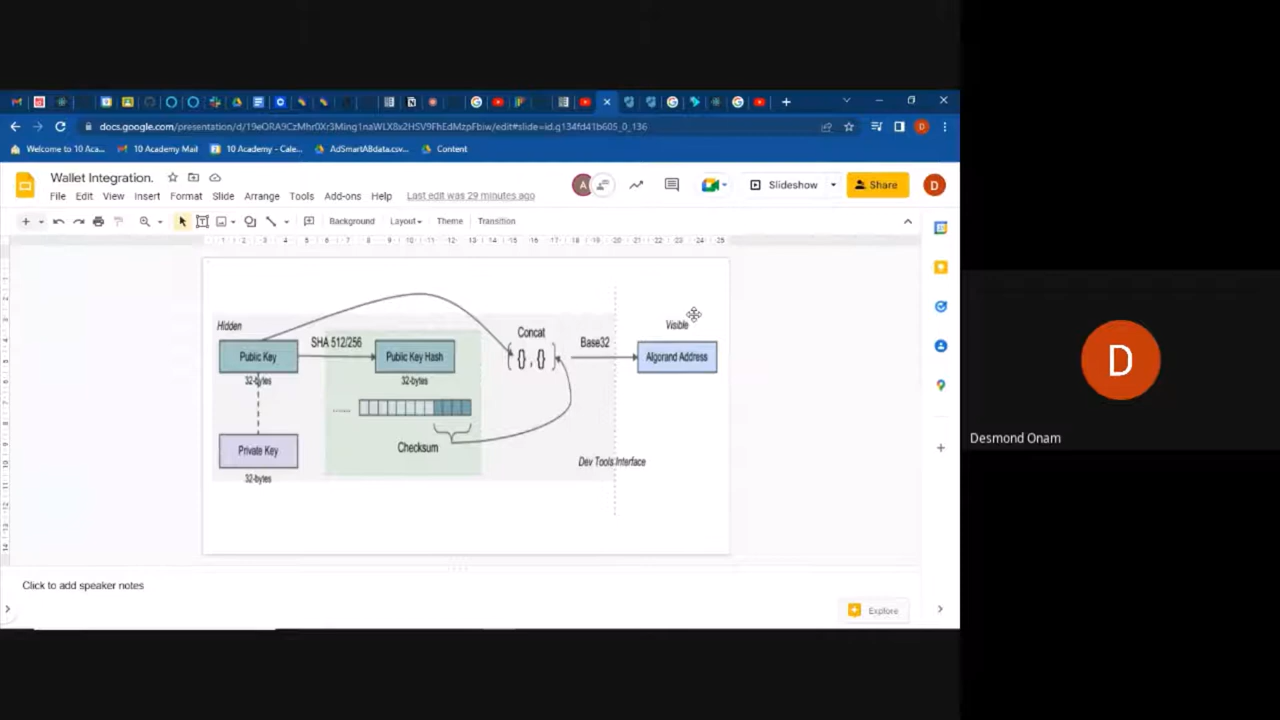 docs.google.com/presentation/d/19eORA9CzMhr0Xr3Ming1naWLX8x2HSV9FhEdMzpFbiw/edit#slide=id.g134fd41b605_0_136
Welcome to 10 Aca...
10 Academy Mail
10 Academy - Cale...
AdSmartABdata.csv...
Content
Wallet Integration.
File Edit View Insert Format Slide Arrange Tools Add-ons Help Last edit was 29 minutes ago
A
Slideshow
Share
D
Background Layout Theme Transition
Hidden
Visible
SHA 512/256
Concat
Base32
Public Key
Public Key Hash
{} , {}
Algorand Address
32-bytes
32-bytes
Checksum
Private Key
32-bytes
Dev Tools Interface
Click to add speaker notes
Explore
D
Desmond Onam